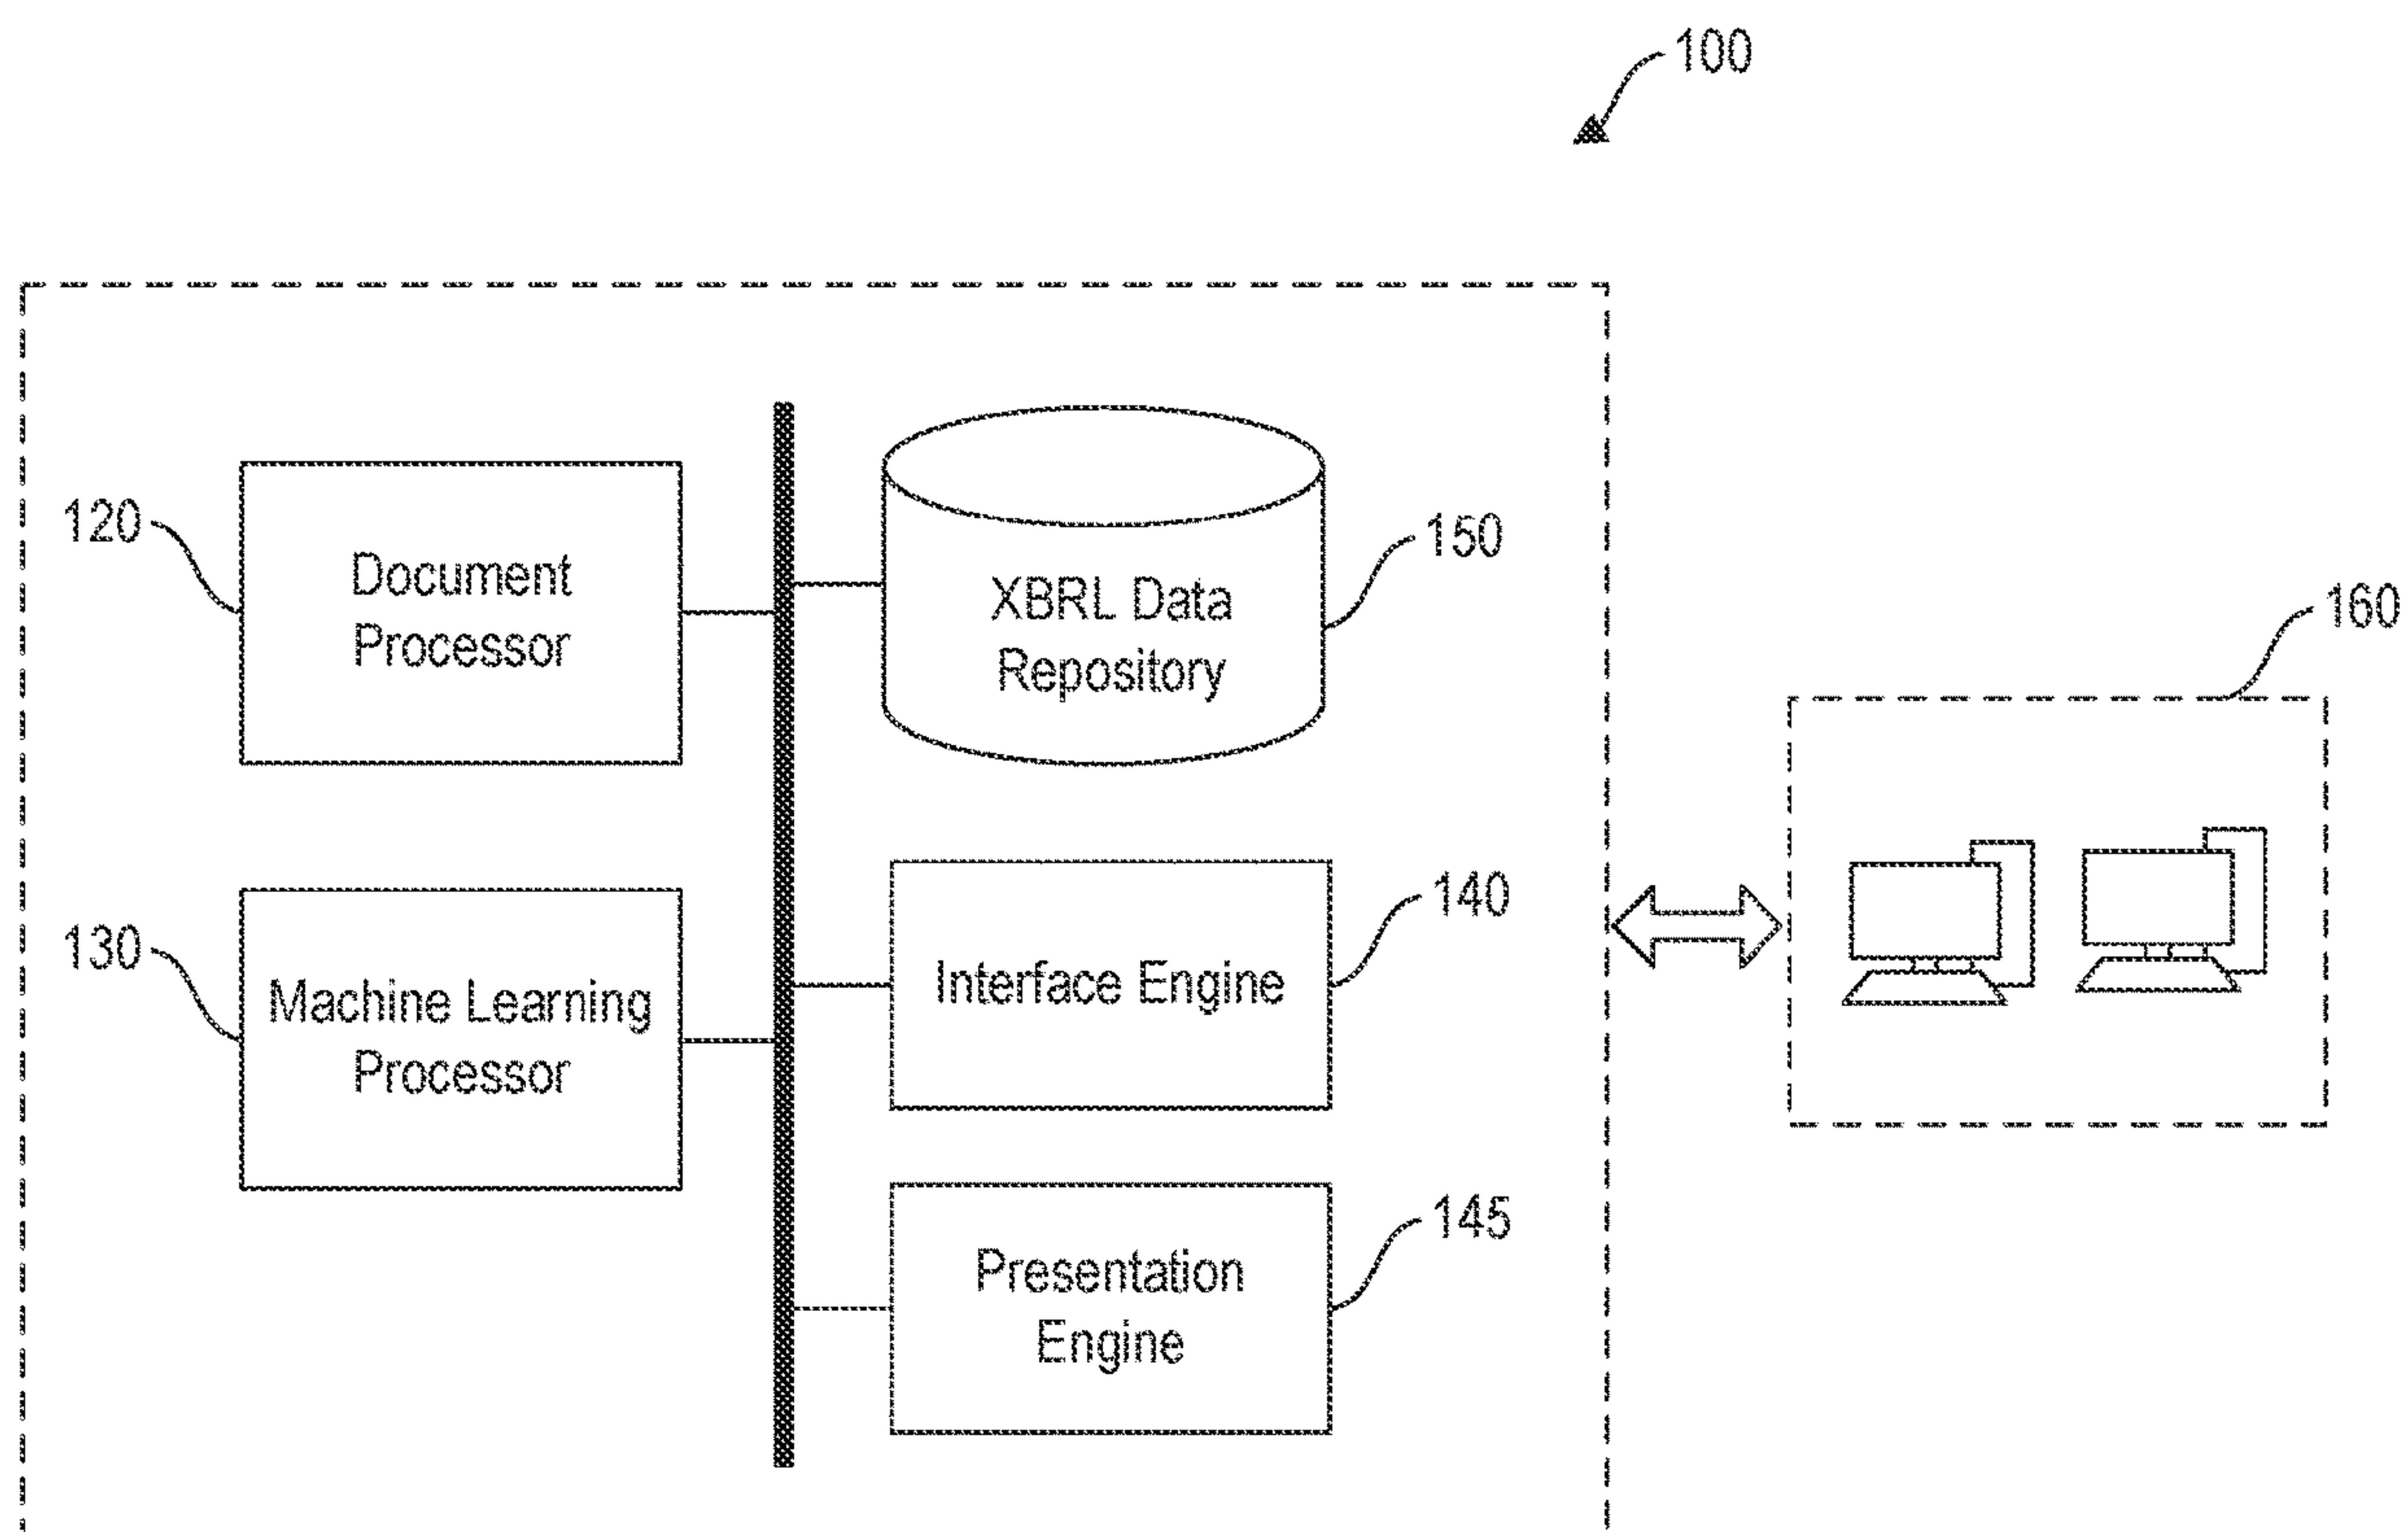 100
120
Document
Processor
150
XBRL Data
Repository
160
130
Machine Learning
Processor
140
Interface Engine
145
Presentation
Engine